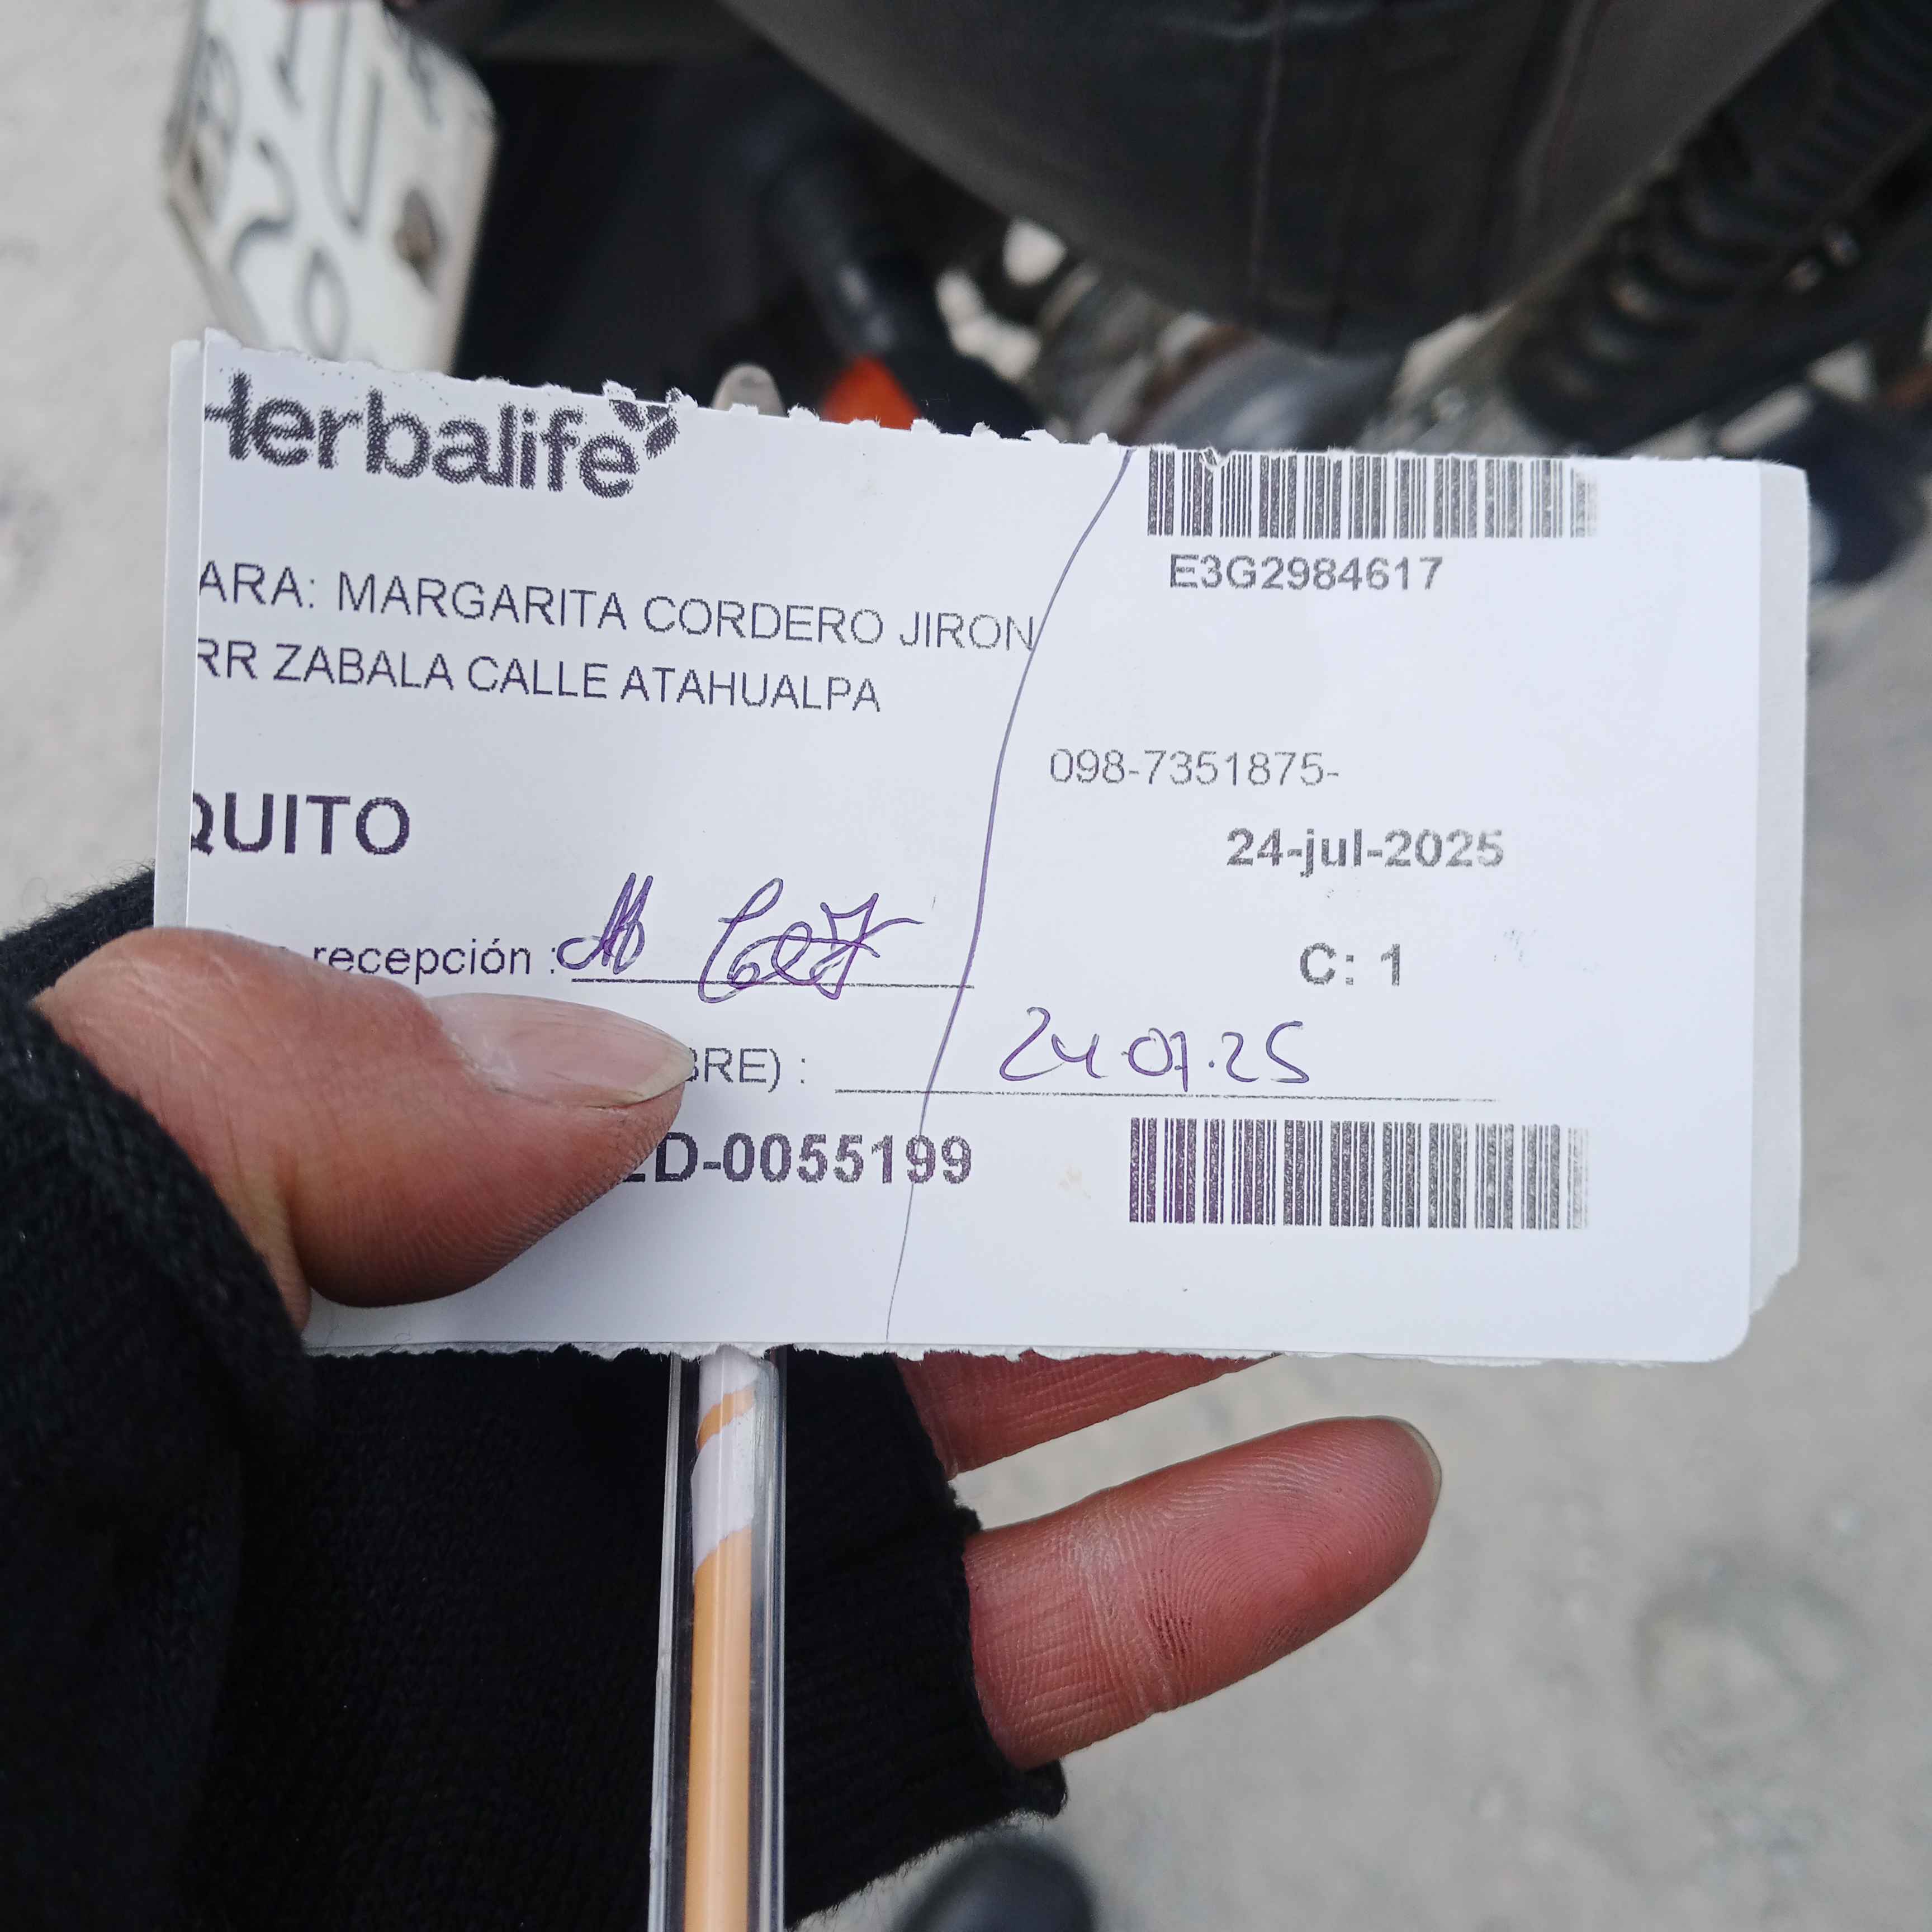 Herbalife
E3G2984617
ARA: MARGARITA CORDERO JIRON
RR ZABALA CALLE ATAHUALPA
098-7351875-
QUITO
24-jul-2025
recepción :
C: 1
BRE) : 24 07.25
ED-0055199